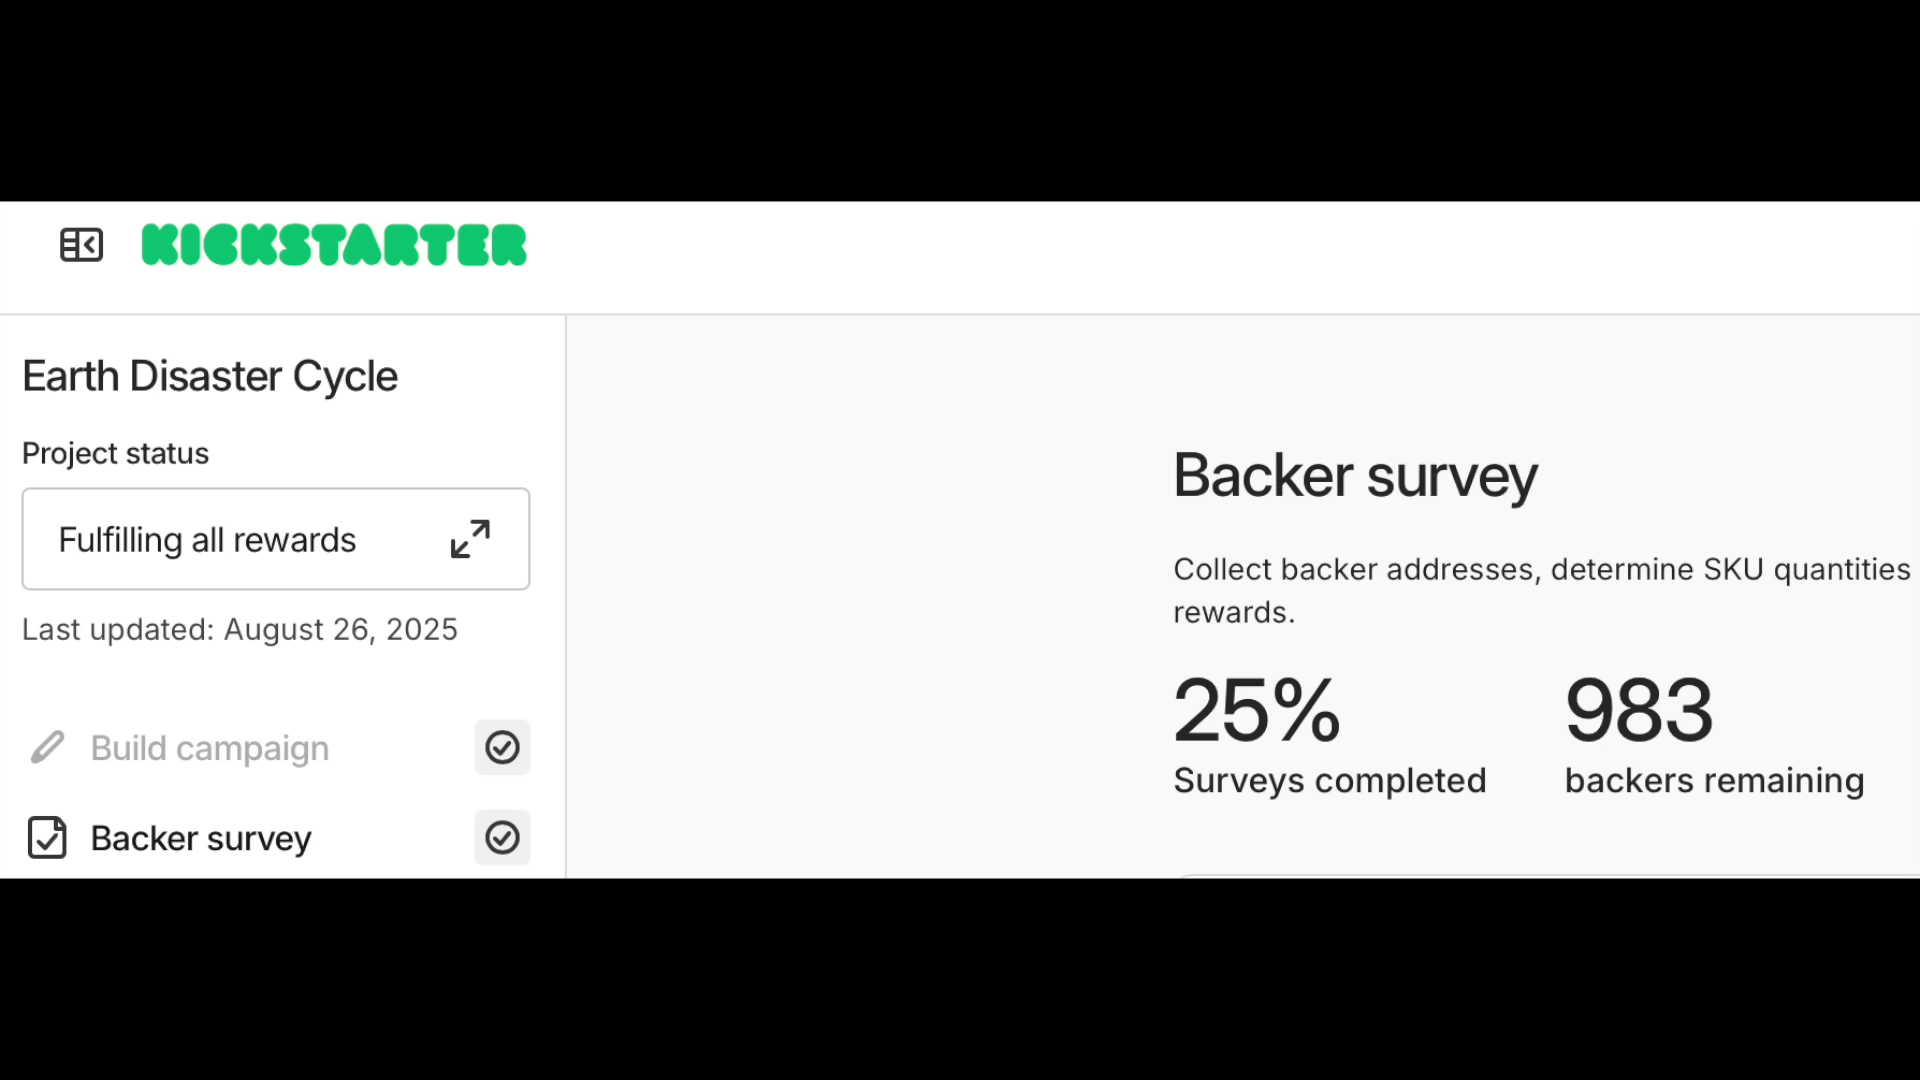 KICKSTARTER
Earth Disaster Cycle
Project status
Fulfilling all rewards
Last updated: August 26, 2025
Build campaign
Backer survey
Backer survey
Collect backer addresses, determine SKU quantities
rewards.
25%
Surveys completed
983
backers remaining